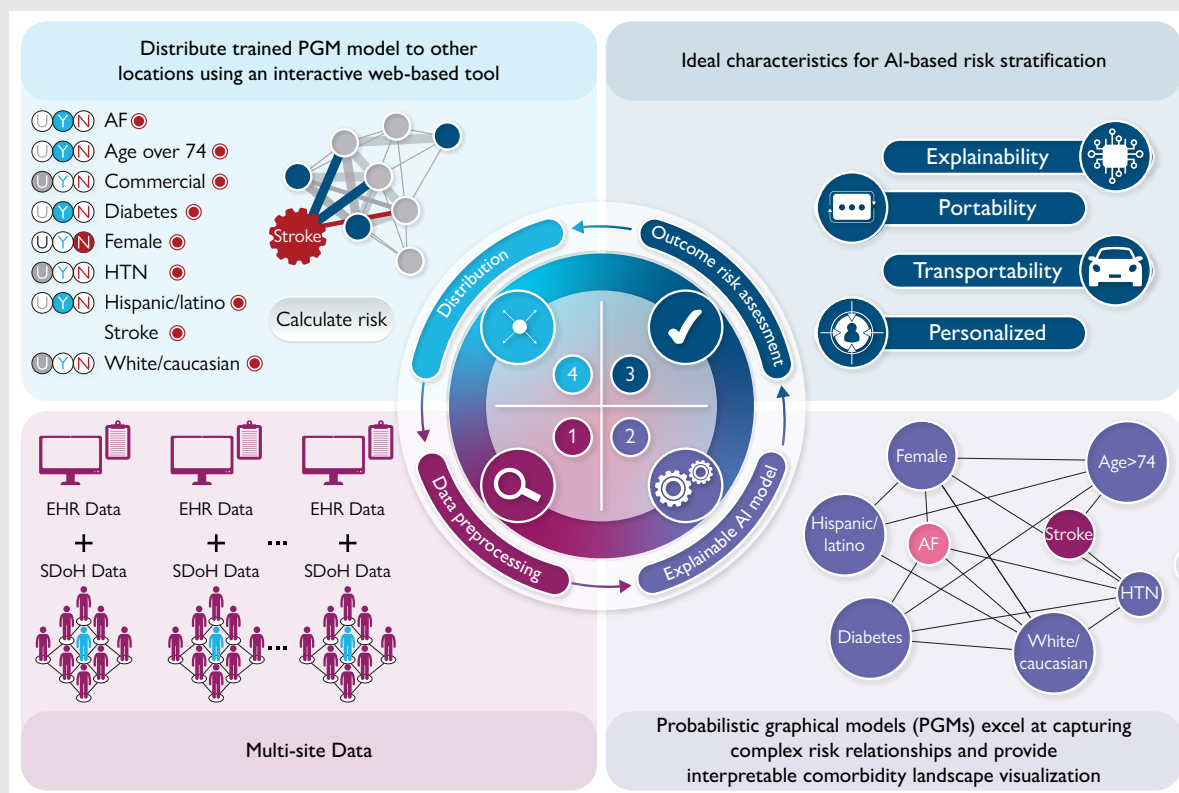 Distribute trained PGM model to other
locations using an interactive web-based tool
U Y N AF
U Y N Age over 74
U Y N Commercial
U Y N Diabetes
U Y N Female
U Y N HTN
U Y N Hispanic/latino
Stroke
U Y N White/caucasian
Stroke
Calculate risk
Ideal characteristics for AI-based risk stratification
Explainability
Portability
Transportability
Personalized
Distribution
Outcome risk assessment
4
3
1
2
Data preprocessing
Explainable AI model
EHR Data
EHR Data
EHR Data
+
+
...
+
SDoH Data
SDoH Data
SDoH Data
...
Multi-site Data
Female
Age>74
Hispanic/
latino
AF
Stroke
HTN
Diabetes
White/
caucasian
Probabilistic graphical models (PGMs) excel at capturing
complex risk relationships and provide
interpretable comorbidity landscape visualization